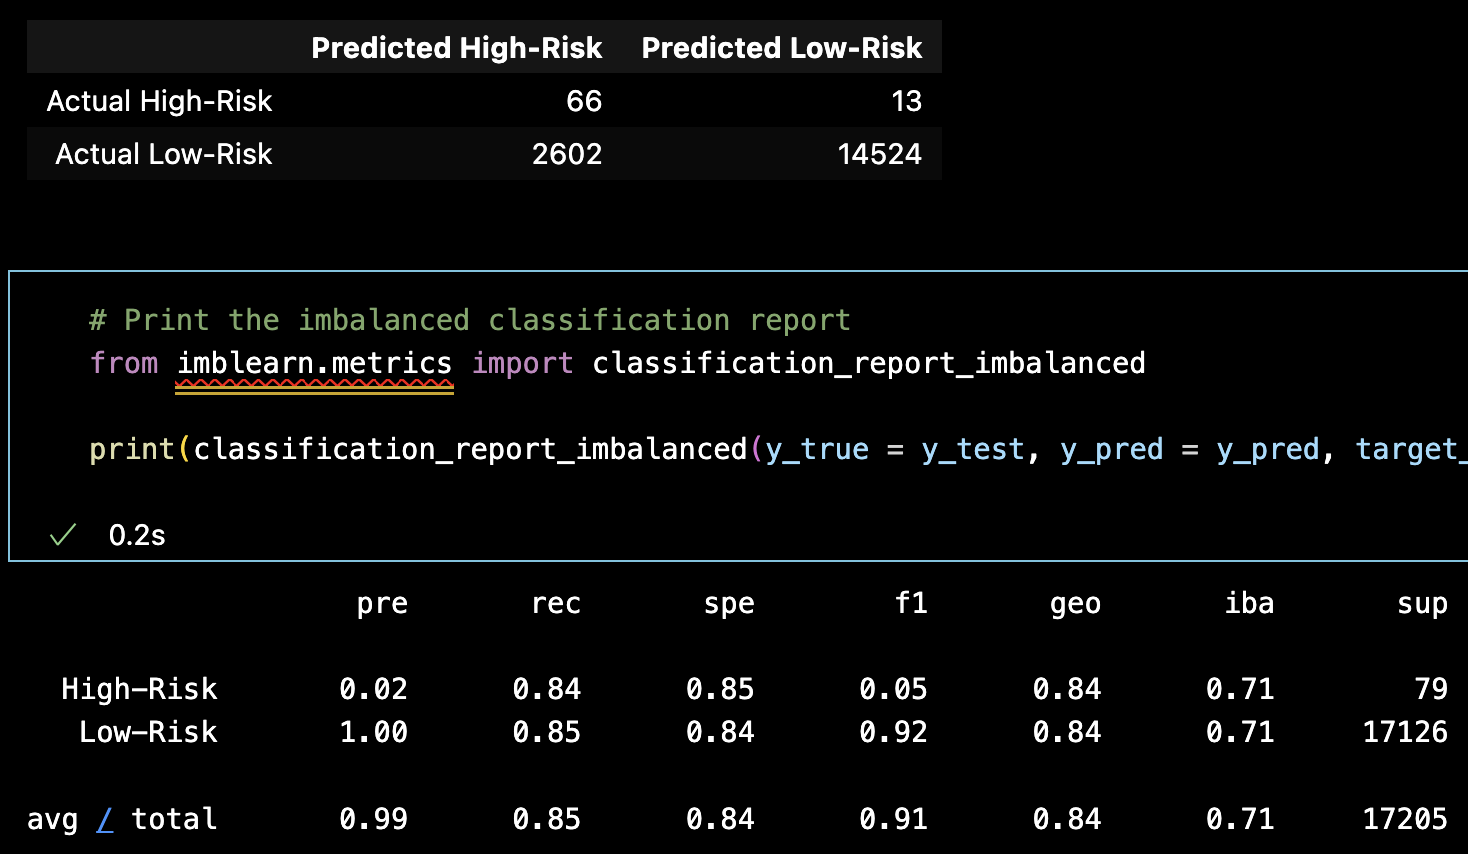 Predicted High-Risk Predicted Low-Risk
Actual High-Risk 66 13
Actual Low-Risk 2602 14524
# Print the imbalanced classification report
from imblearn.metrics import classification_report_imbalanced
print(classification_report_imbalanced(y_true = y_test, y_pred = y_pred, target_
0.2s
pre rec spe f1 geo iba sup
High-Risk 0.02 0.84 0.85 0.05 0.84 0.71 79
Low-Risk 1.00 0.85 0.84 0.92 0.84 0.71 17126
avg / total 0.99 0.85 0.84 0.91 0.84 0.71 17205